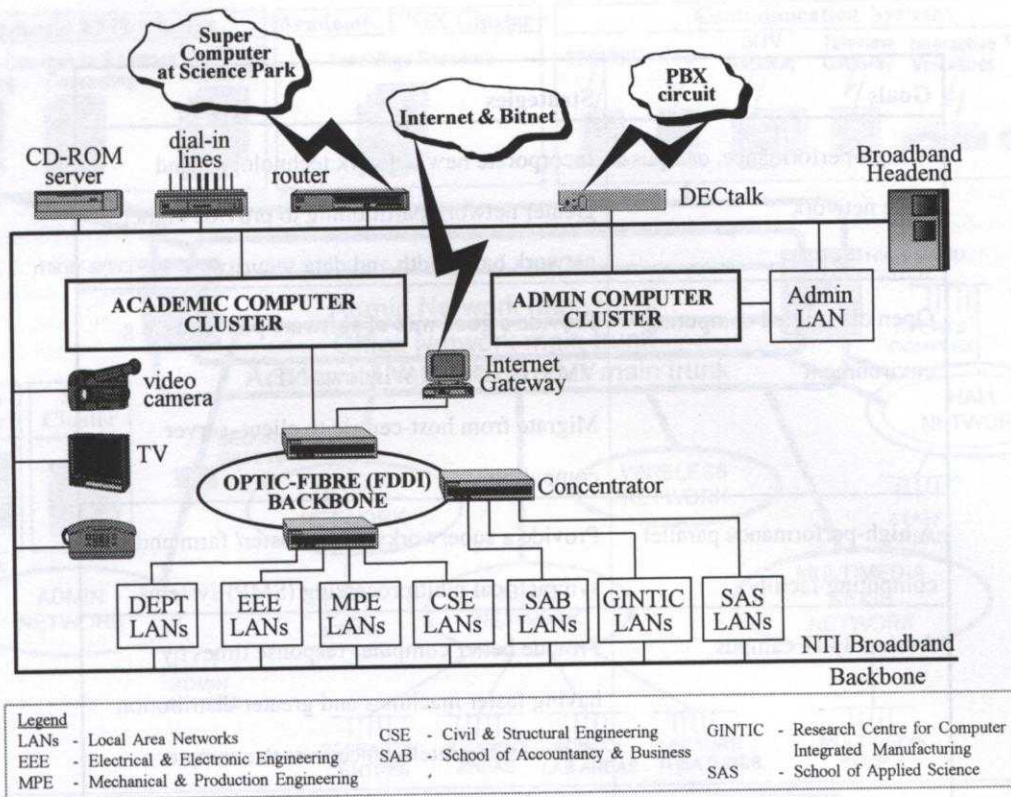 Super
Computer
at Science Park
Internet & Bitnet
PBX
circuit
CD-ROM
server
dial-in
lines
router
DECtalk
Broadband
Headend
ACADEMIC COMPUTER
CLUSTER
ADMIN COMPUTER
CLUSTER
Admin
LAN
video
camera
Internet
Gateway
TV
OPTIC-FIBRE (FDDI)
BACKBONE
Concentrator
DEPT
LANs
EEE
LANs
MPE
LANs
CSE
LANs
SAB
LANs
GINTIC
LANs
SAS
LANs
NTI Broadband
Backbone
Legend
LANs - Local Area Networks
EEE - Electrical & Electronic Engineering
MPE - Mechanical & Production Engineering
CSE - Civil & Structural Engineering
SAB - School of Accountancy & Business
GINTIC - Research Centre for Computer
Integrated Manufacturing
SAS - School of Applied Science